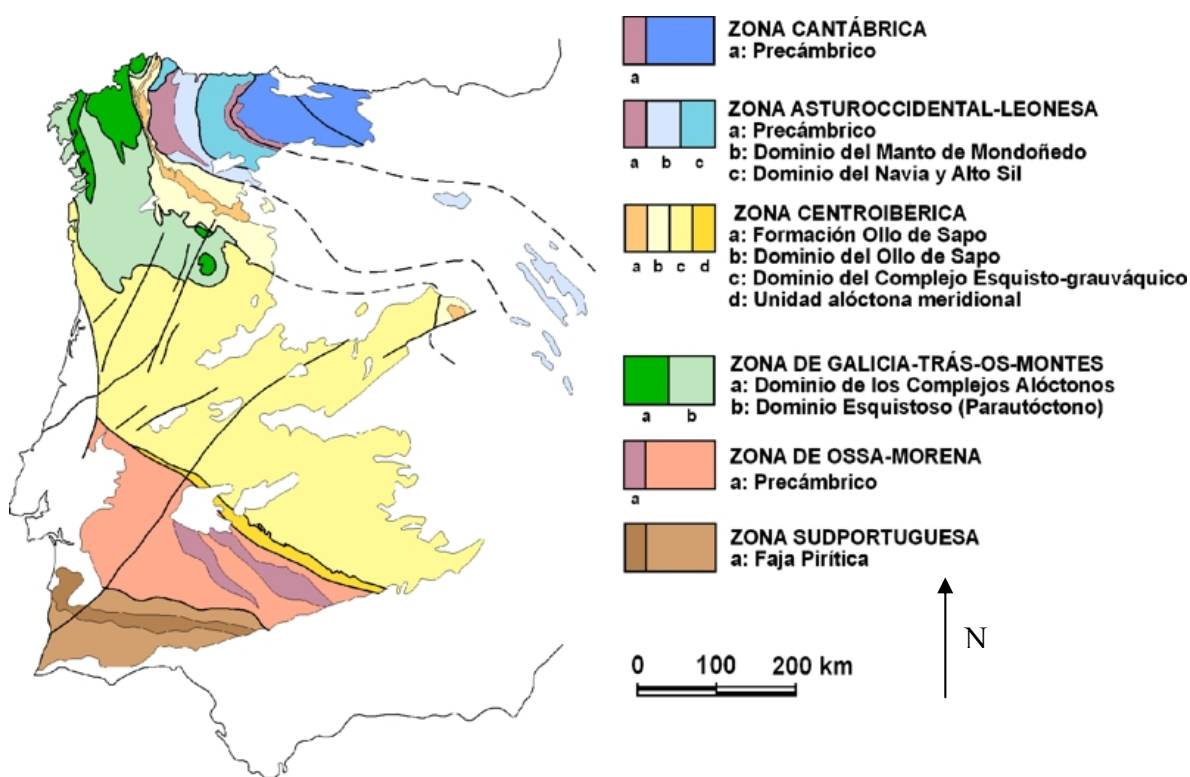 ZONA CANTÁBRICA
a: Precámbrico
a
ZONA ASTUROCCIDENTAL-LEONESA
a: Precámbrico
b: Dominio del Manto de Mondoñedo
c: Dominio del Navia y Alto Sil
a b c
ZONA CENTROIBÉRICA
a: Formación Ollo de Sapo
b: Dominio del Ollo de Sapo
c: Dominio del Complejo Esquisto-grauváquico
d: Unidad alóctona meridional
a b c d
ZONA DE GALICIA-TRÁS-OS-MONTES
a: Dominio de los Complejos Alóctonos
b: Dominio Esquistoso (Parautóctono)
a b
ZONA DE OSSA-MORENA
a: Precámbrico
a
ZONA SUDPORTUGUESA
a: Faja Pirítica
a
N
0 100 200 km